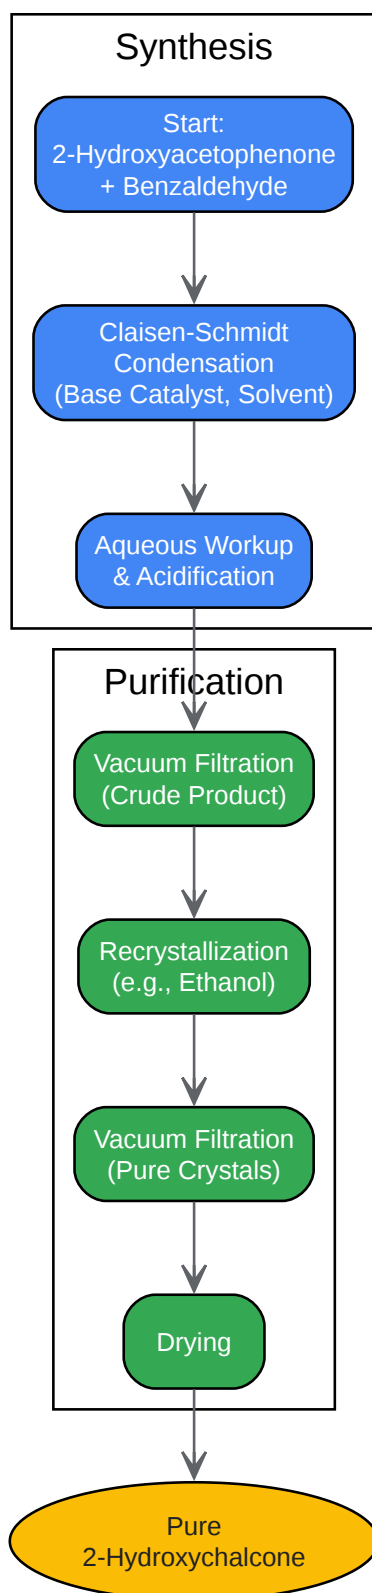 Synthesis
Start:
2-Hydroxyacetophenone
+ Benzaldehyde
Claisen-Schmidt
Condensation
(Base Catalyst, Solvent)
Aqueous Workup
& Acidification
Purification
Vacuum Filtration
(Crude Product)
Recrystallization
(e.g., Ethanol)
Vacuum Filtration
(Pure Crystals)
Drying
Pure
2-Hydroxychalcone